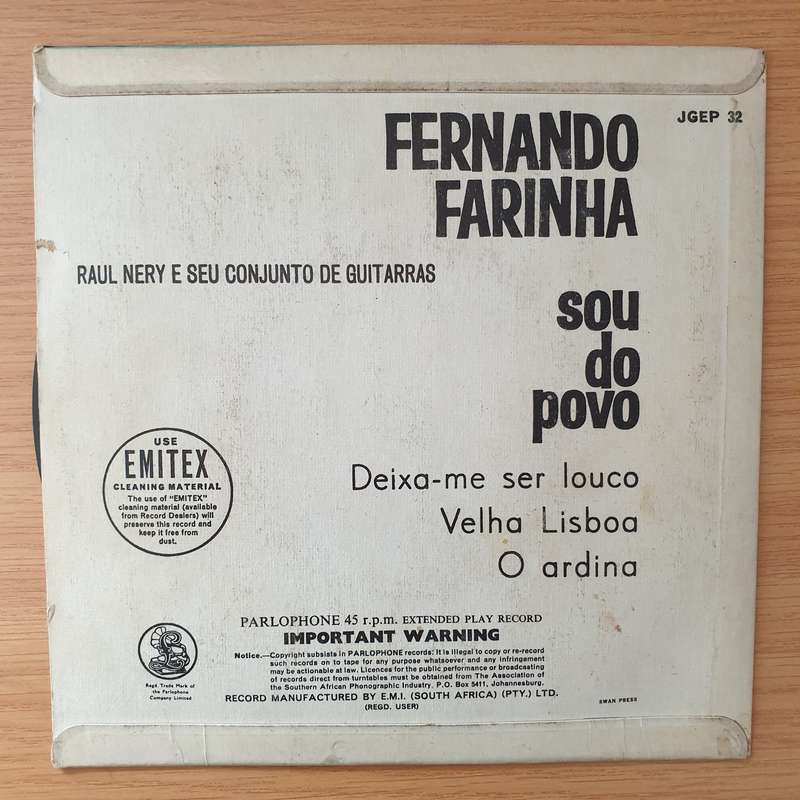 JGEP 32
FERNANDO
FARINHA
RAUL NERY E SEU CONJUNTO DE GUITARRAS
sou
do
povo
Deixa-me ser louco
Velha Lisboa
O ardina
USE
EMITEX
CLEANING MATERIAL
The use of "EMITEX"
cleaning material (available
from Record Dealers) will
preserve this record and
keep it free from
dust.
PARLOPHONE 45 r.p.m. EXTENDED PLAY RECORD
IMPORTANT WARNING
Notice.—Copyright subsists in PARLOPHONE records: It is illegal to copy or re-record
such records on to tape for any purpose whatsoever and any infringement
may be actionable at law. Licences for the public performance or broadcasting
of records direct from turntables must be obtained from The Association of
the Southern African Phonographic Industry, P.O. Box 5411, Johannesburg.
RECORD MANUFACTURED BY E.M.I. (SOUTH AFRICA) (PTY.) LTD.
(REGD. USER)
Regd. Trade Mark of
the Parlophone
Company Limited
SWAN PRESS